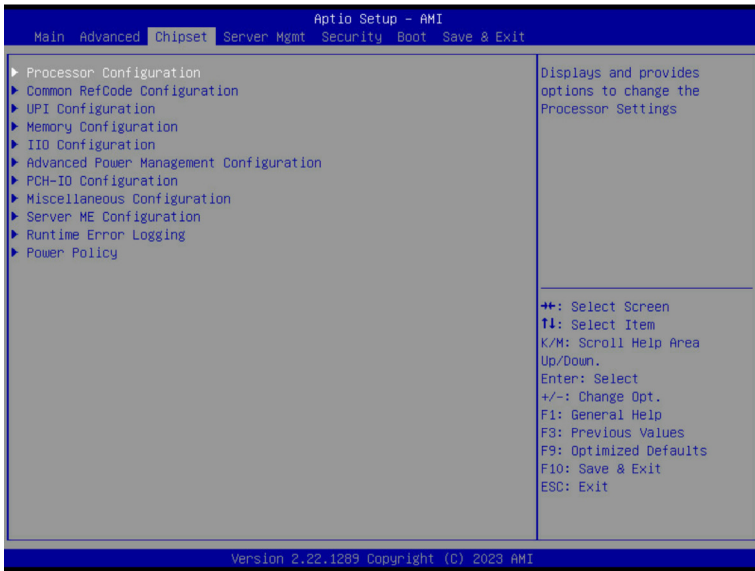 Aptio Setup – AMI
Main Advanced Chipset Server Mgmt Security Boot Save & Exit
▶ Processor Configuration
▶ Common RefCode Configuration
▶ UPI Configuration
▶ Memory Configuration
▶ IIO Configuration
▶ Advanced Power Management Configuration
▶ PCH-IO Configuration
▶ Miscellaneous Configuration
▶ Server ME Configuration
▶ Runtime Error Logging
▶ Power Policy
Displays and provides
options to change the
Processor Settings
→←: Select Screen
↑↓: Select Item
K/M: Scroll Help Area
Up/Down.
Enter: Select
+/-: Change Opt.
F1: General Help
F3: Previous Values
F9: Optimized Defaults
F10: Save & Exit
ESC: Exit
Version 2.22.1289 Copyright (C) 2023 AMI